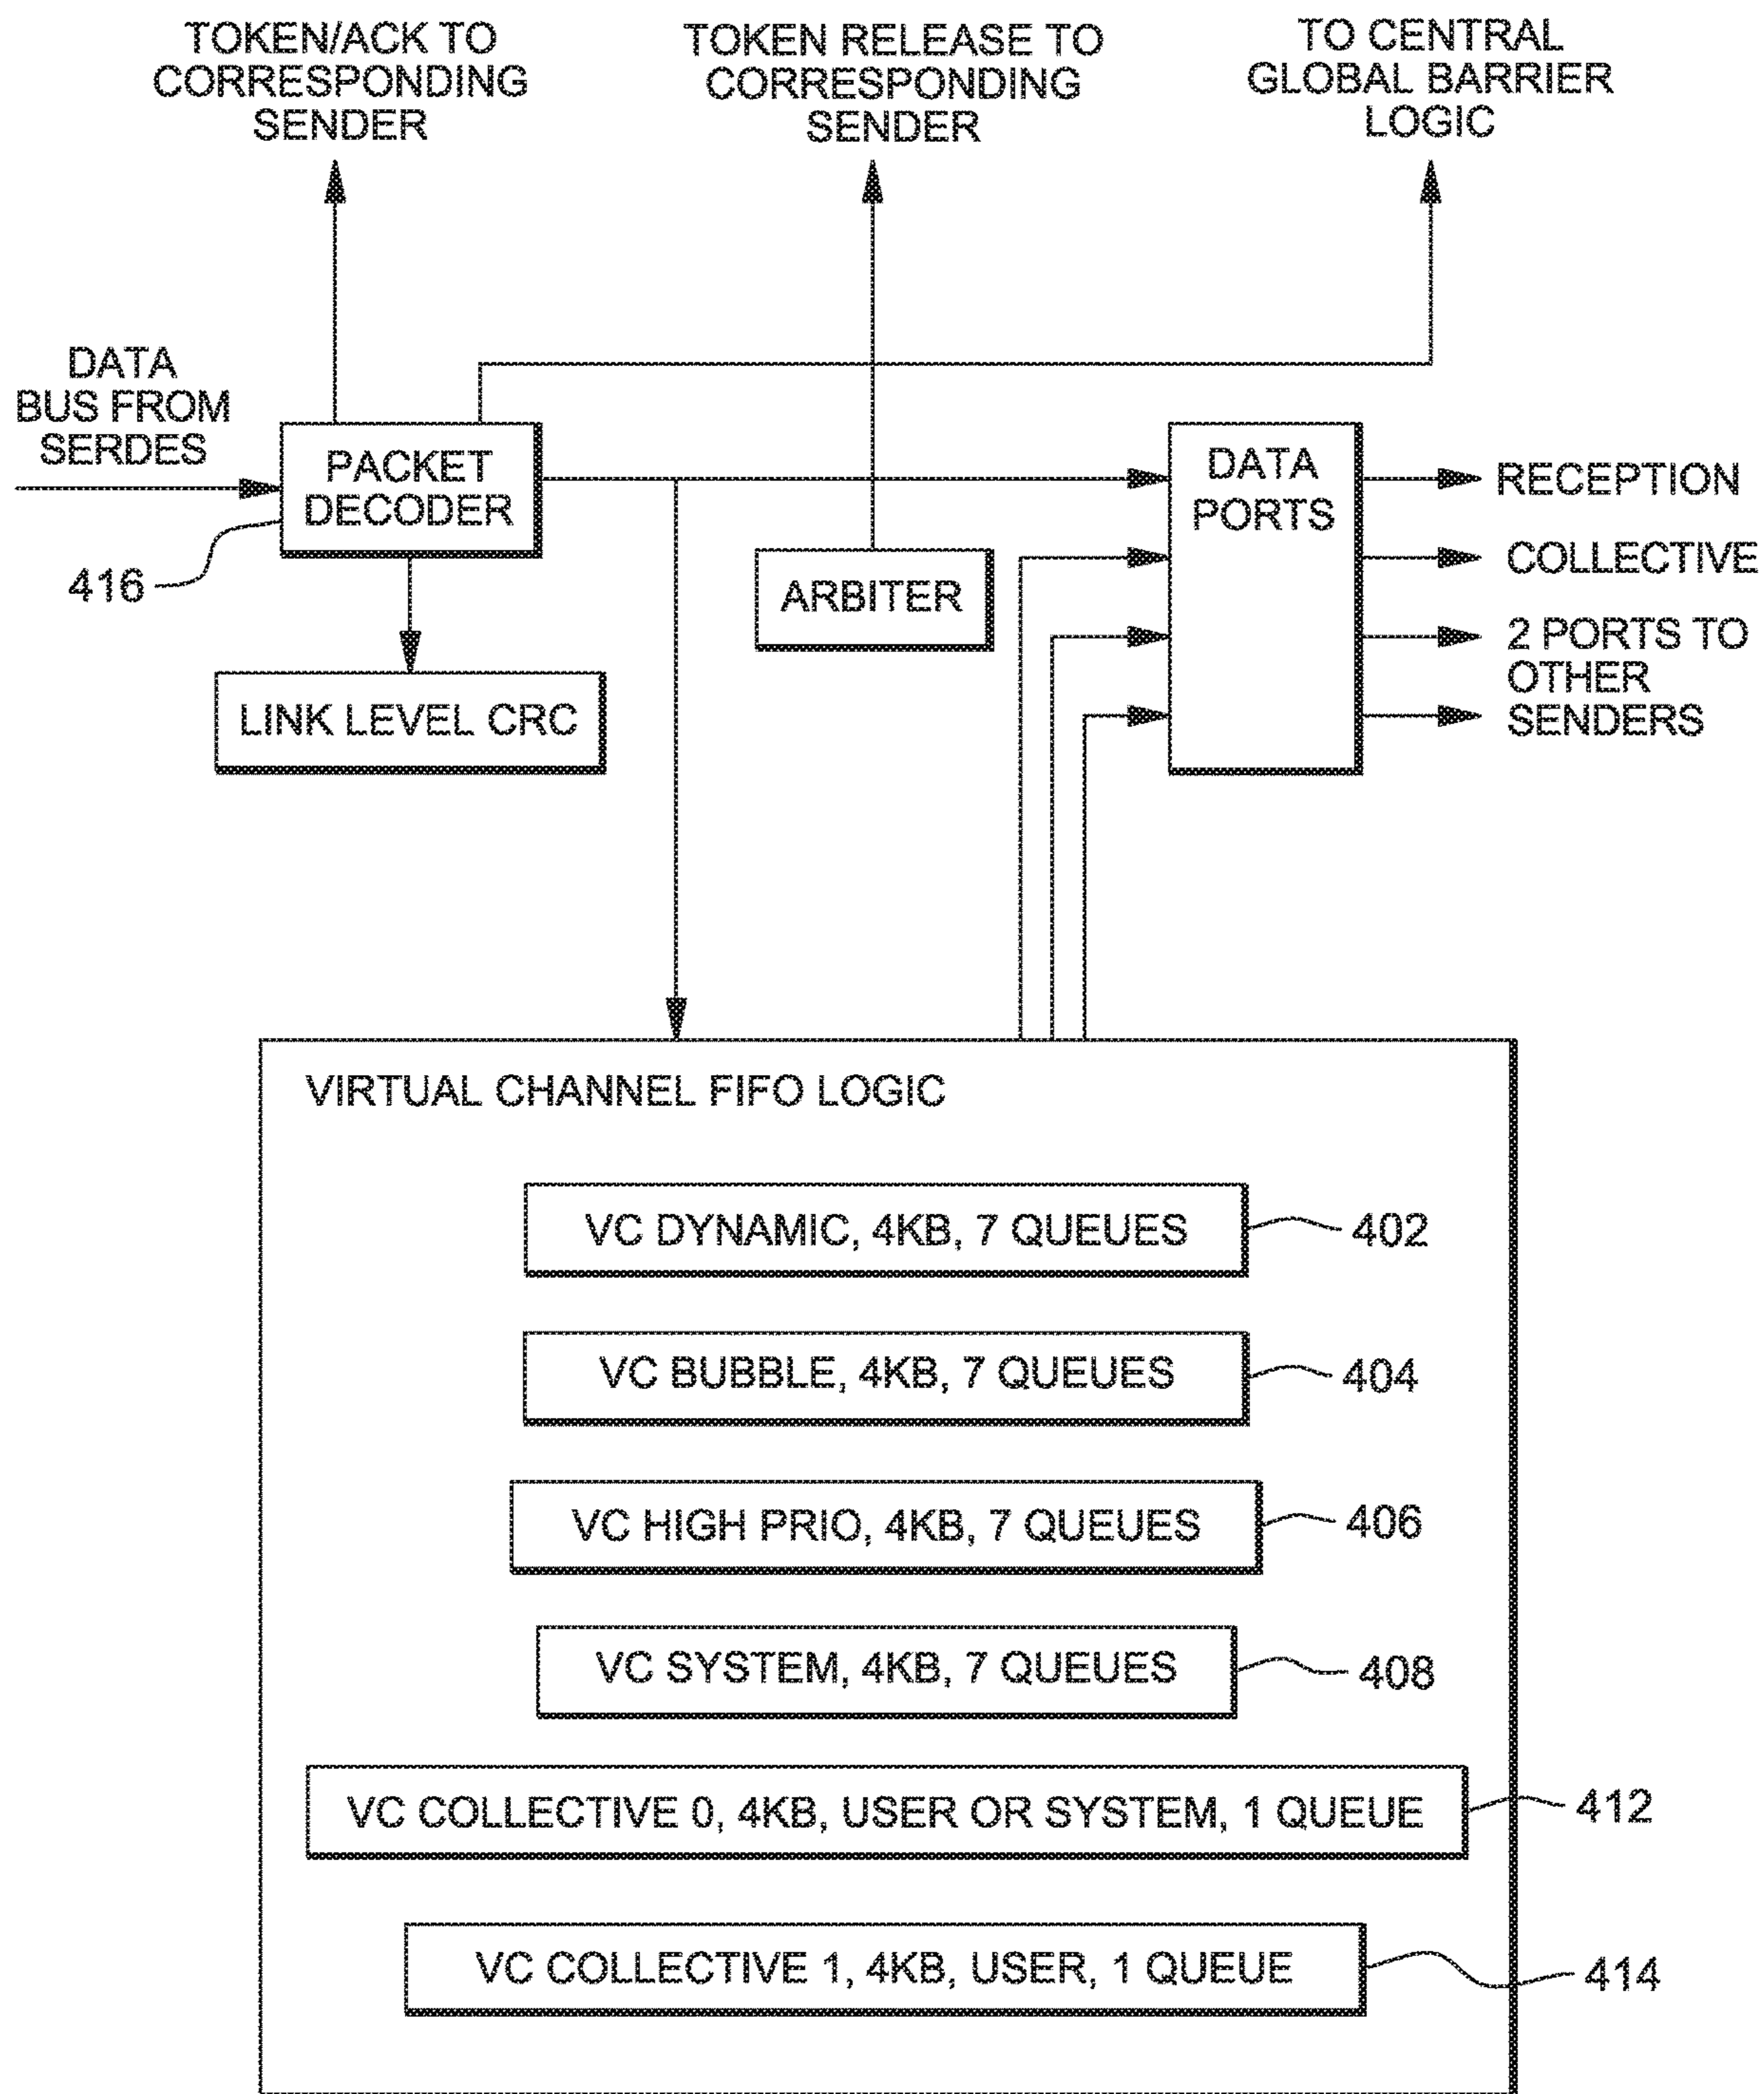 TOKEN/ACK TO
CORRESPONDING
SENDER
TOKEN RELEASE TO
CORRESPONDING
SENDER
TO CENTRAL
GLOBAL BARRIER
LOGIC
DATA
BUS FROM
SERDES
PACKET
DECODER
416
LINK LEVEL CRC
ARBITER
DATA
PORTS
RECEPTION
COLLECTIVE
2 PORTS TO
OTHER
SENDERS
VIRTUAL CHANNEL FIFO LOGIC
VC DYNAMIC, 4KB, 7 QUEUES
402
VC BUBBLE, 4KB, 7 QUEUES
404
VC HIGH PRIO, 4KB, 7 QUEUES
406
VC SYSTEM, 4KB, 7 QUEUES
408
VC COLLECTIVE 0, 4KB, USER OR SYSTEM, 1 QUEUE
412
VC COLLECTIVE 1, 4KB, USER, 1 QUEUE
414